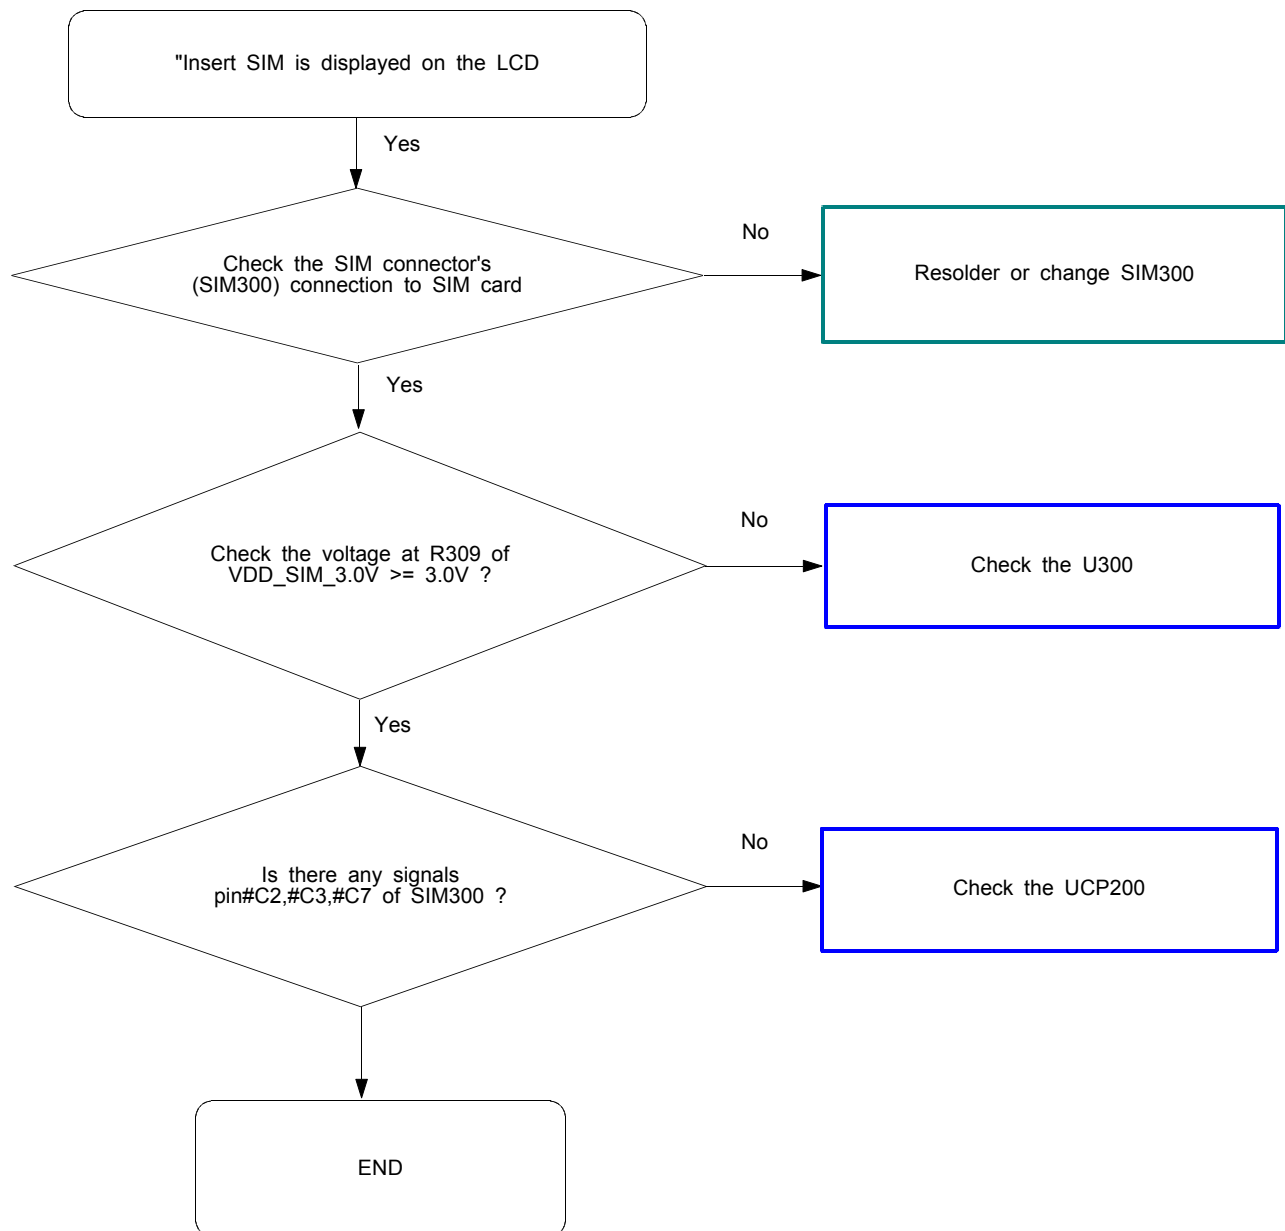 "Insert SIM is displayed on the LCD
Yes
Check the SIM connector's
(SIM300) connection to SIM card
No
Resolder or change SIM300
Yes
Check the voltage at R309 of
VDD_SIM_3.0V >= 3.0V ?
No
Check the U300
Yes
Is there any signals
pin#C2,#C3,#C7 of SIM300 ?
No
Check the UCP200
END